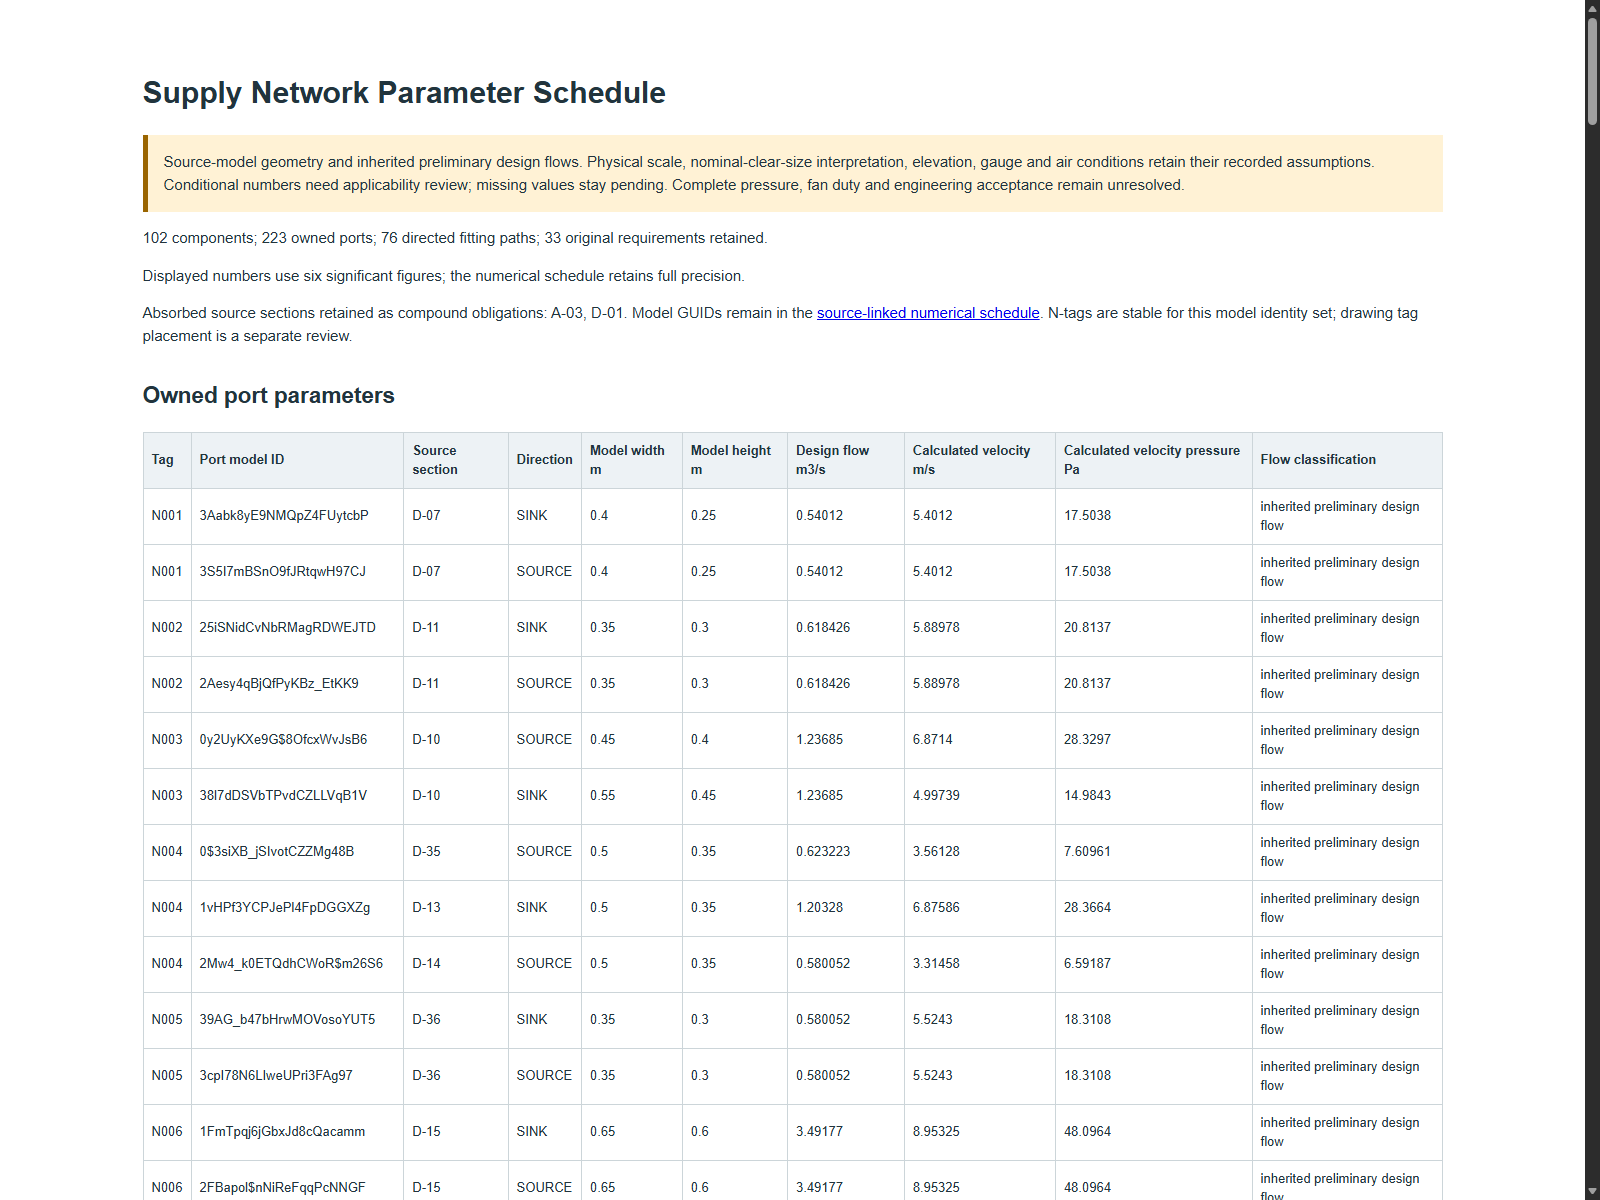 Supply Network Parameter Schedule
Source-model geometry and inherited preliminary design flows. Physical scale, nominal-clear-size interpretation, elevation, gauge and air conditions retain their recorded assumptions.
Conditional numbers need applicability review; missing values stay pending. Complete pressure, fan duty and engineering acceptance remain unresolved.
102 components; 223 owned ports; 76 directed fitting paths; 33 original requirements retained.
Displayed numbers use six significant figures; the numerical schedule retains full precision.
Absorbed source sections retained as compound obligations: A-03, D-01. Model GUIDs remain in the source-linked numerical schedule. N-tags are stable for this model identity set; drawing tag
placement is a separate review.
Owned port parameters
Tag Port model ID Source section Direction Model width m Model height m Design flow m3/s Calculated velocity m/s Calculated velocity pressure Pa Flow classification
N001 3Aabk8yE9NMQpZ4FUytcbP D-07 SINK 0.4 0.25 0.54012 5.4012 17.5038 inherited preliminary design flow
N001 3S5I7mBSnO9fJRtqwH97CJ D-07 SOURCE 0.4 0.25 0.54012 5.4012 17.5038 inherited preliminary design flow
N002 25iSNidCvNbRMagRDWEJTD D-11 SINK 0.35 0.3 0.618426 5.88978 20.8137 inherited preliminary design flow
N002 2Aesy4qBjQfPyKBz_EtKK9 D-11 SOURCE 0.35 0.3 0.618426 5.88978 20.8137 inherited preliminary design flow
N003 0y2UyKXe9G$8OfcxWvJsB6 D-10 SOURCE 0.45 0.4 1.23685 6.8714 28.3297 inherited preliminary design flow
N003 38I7dDSVbTPvdCZLLVqB1V D-10 SINK 0.55 0.45 1.23685 4.99739 14.9843 inherited preliminary design flow
N004 0$3siXB_jSIvotCZZMg48B D-35 SOURCE 0.5 0.35 0.623223 3.56128 7.60961 inherited preliminary design flow
N004 1vHPf3YCPJePl4FpDGGXZg D-13 SINK 0.5 0.35 1.20328 6.87586 28.3664 inherited preliminary design flow
N004 2Mw4_k0ETQdhCWoR$m26S6 D-14 SOURCE 0.5 0.35 0.580052 3.31458 6.59187 inherited preliminary design flow
N005 39AG_b47bHrwMOVosoYUT5 D-36 SINK 0.35 0.3 0.580052 5.5243 18.3108 inherited preliminary design flow
N005 3cpI78N6LIweUPri3FAg97 D-36 SOURCE 0.35 0.3 0.580052 5.5243 18.3108 inherited preliminary design flow
N006 1FmTpqj6jGbxJd8cQacamm D-15 SINK 0.65 0.6 3.49177 8.95325 48.0964 inherited preliminary design flow
N006 2FBapol$nNiReFqqPcNNGF D-15 SOURCE 0.65 0.6 3.49177 8.95325 48.0964 inherited preliminary design flow